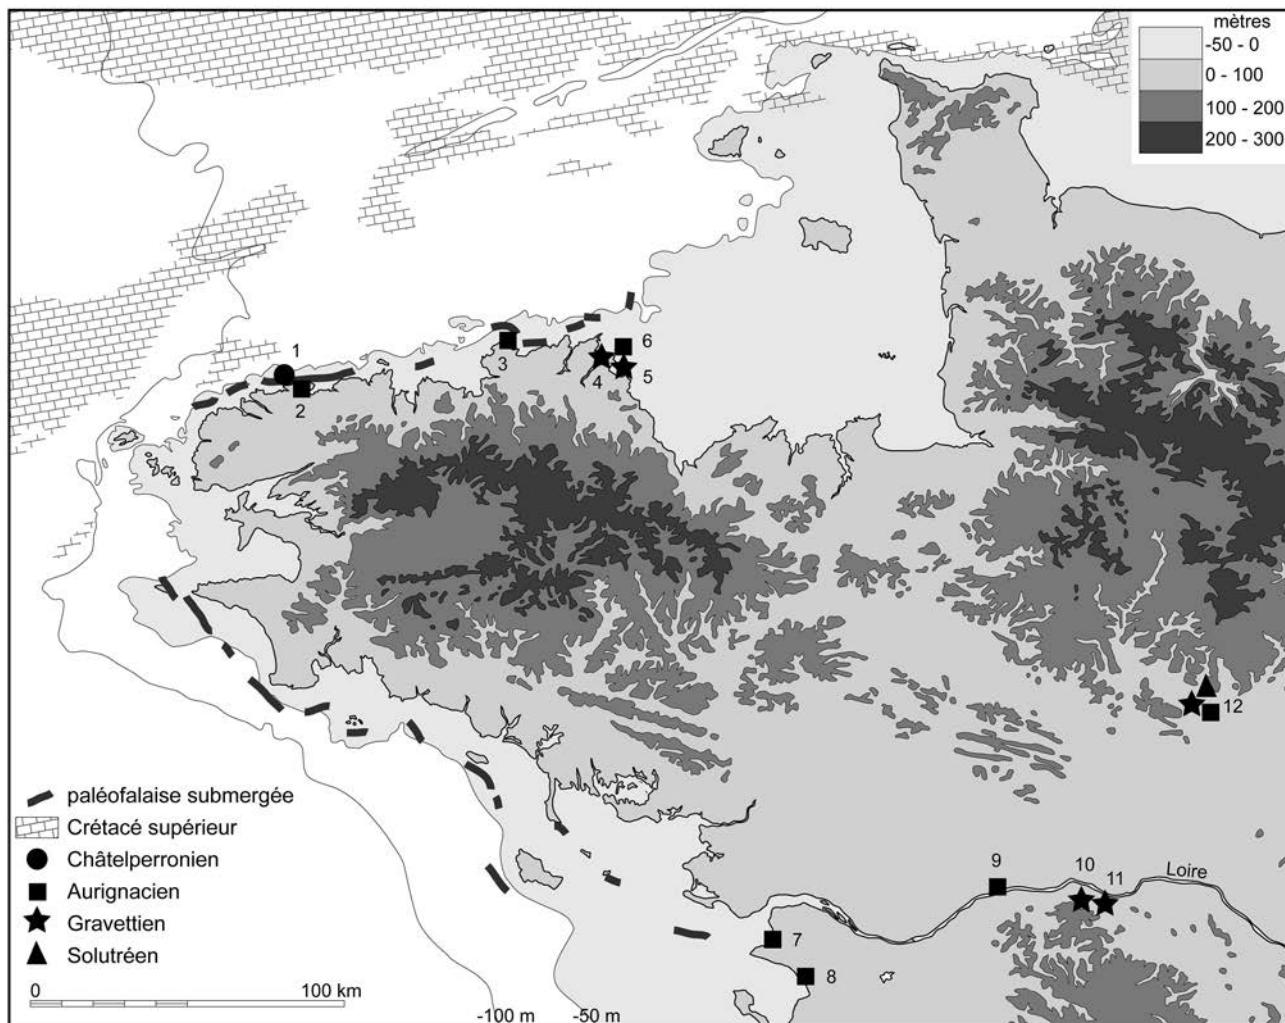 mètres
-50 - 0
0 - 100
100 - 200
200 - 300
1
2
3
4
5
6
12
9
10
11
Loire
7
8
paléofalaise submergée
Crétacé supérieur
Châtelperronien
Aurignacien
Gravettien
Solutréen
0
100 km
-100 m
-50 m